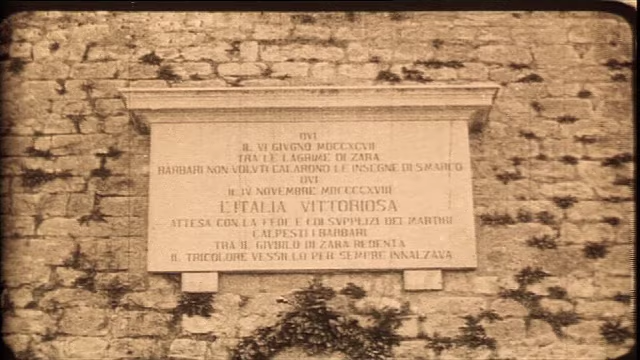 QVI
IL VI GIVGNO MDCCXCVII
TRA LE LAGRIME DI ZARA
BARBARI NON VOLVTI CALARONO LE INSEGNE DI S.MARCO
QVI
IL IV NOVEMBRE MDCCCCXVIII
L'ITALIA VITTORIOSA
ATTESA CON LA FEDE E COI SVPPLIZI DEI MARTIRI
CALPESTI I BARBARI
TRA IL GIVBILO DI ZARA REDENTA
IL TRICOLORE VESSILLO PER SEMPRE INNALZAVA